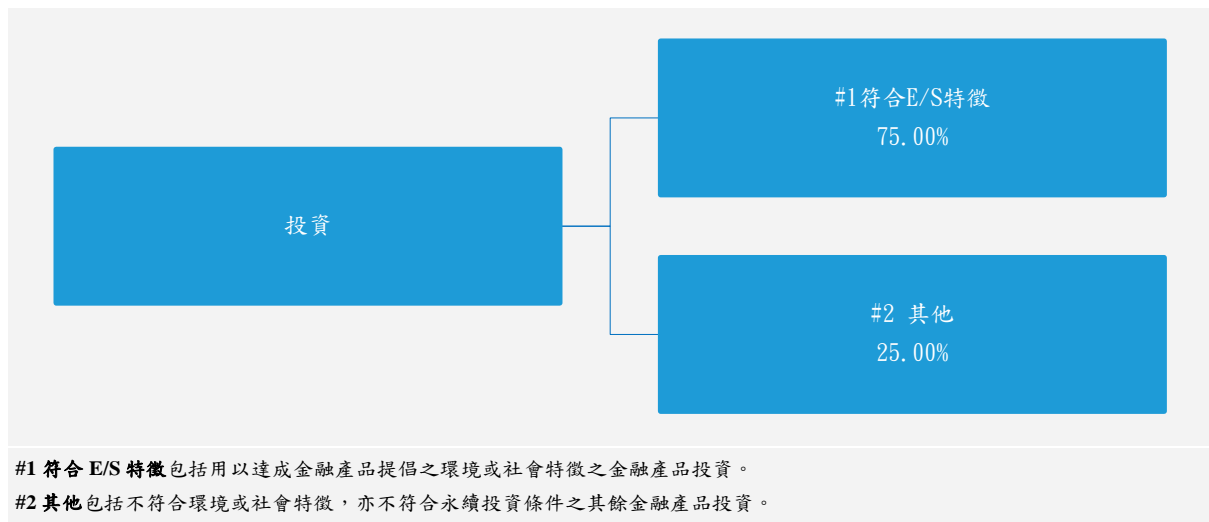 #1符合E/S特徵
75.00%
投資
#2 其他
25.00%
#1 符合 E/S 特徵包括用以達成金融產品提倡之環境或社會特徵之金融產品投資。
#2 其他包括不符合環境或社會特徵，亦不符合永續投資條件之其餘金融產品投資。